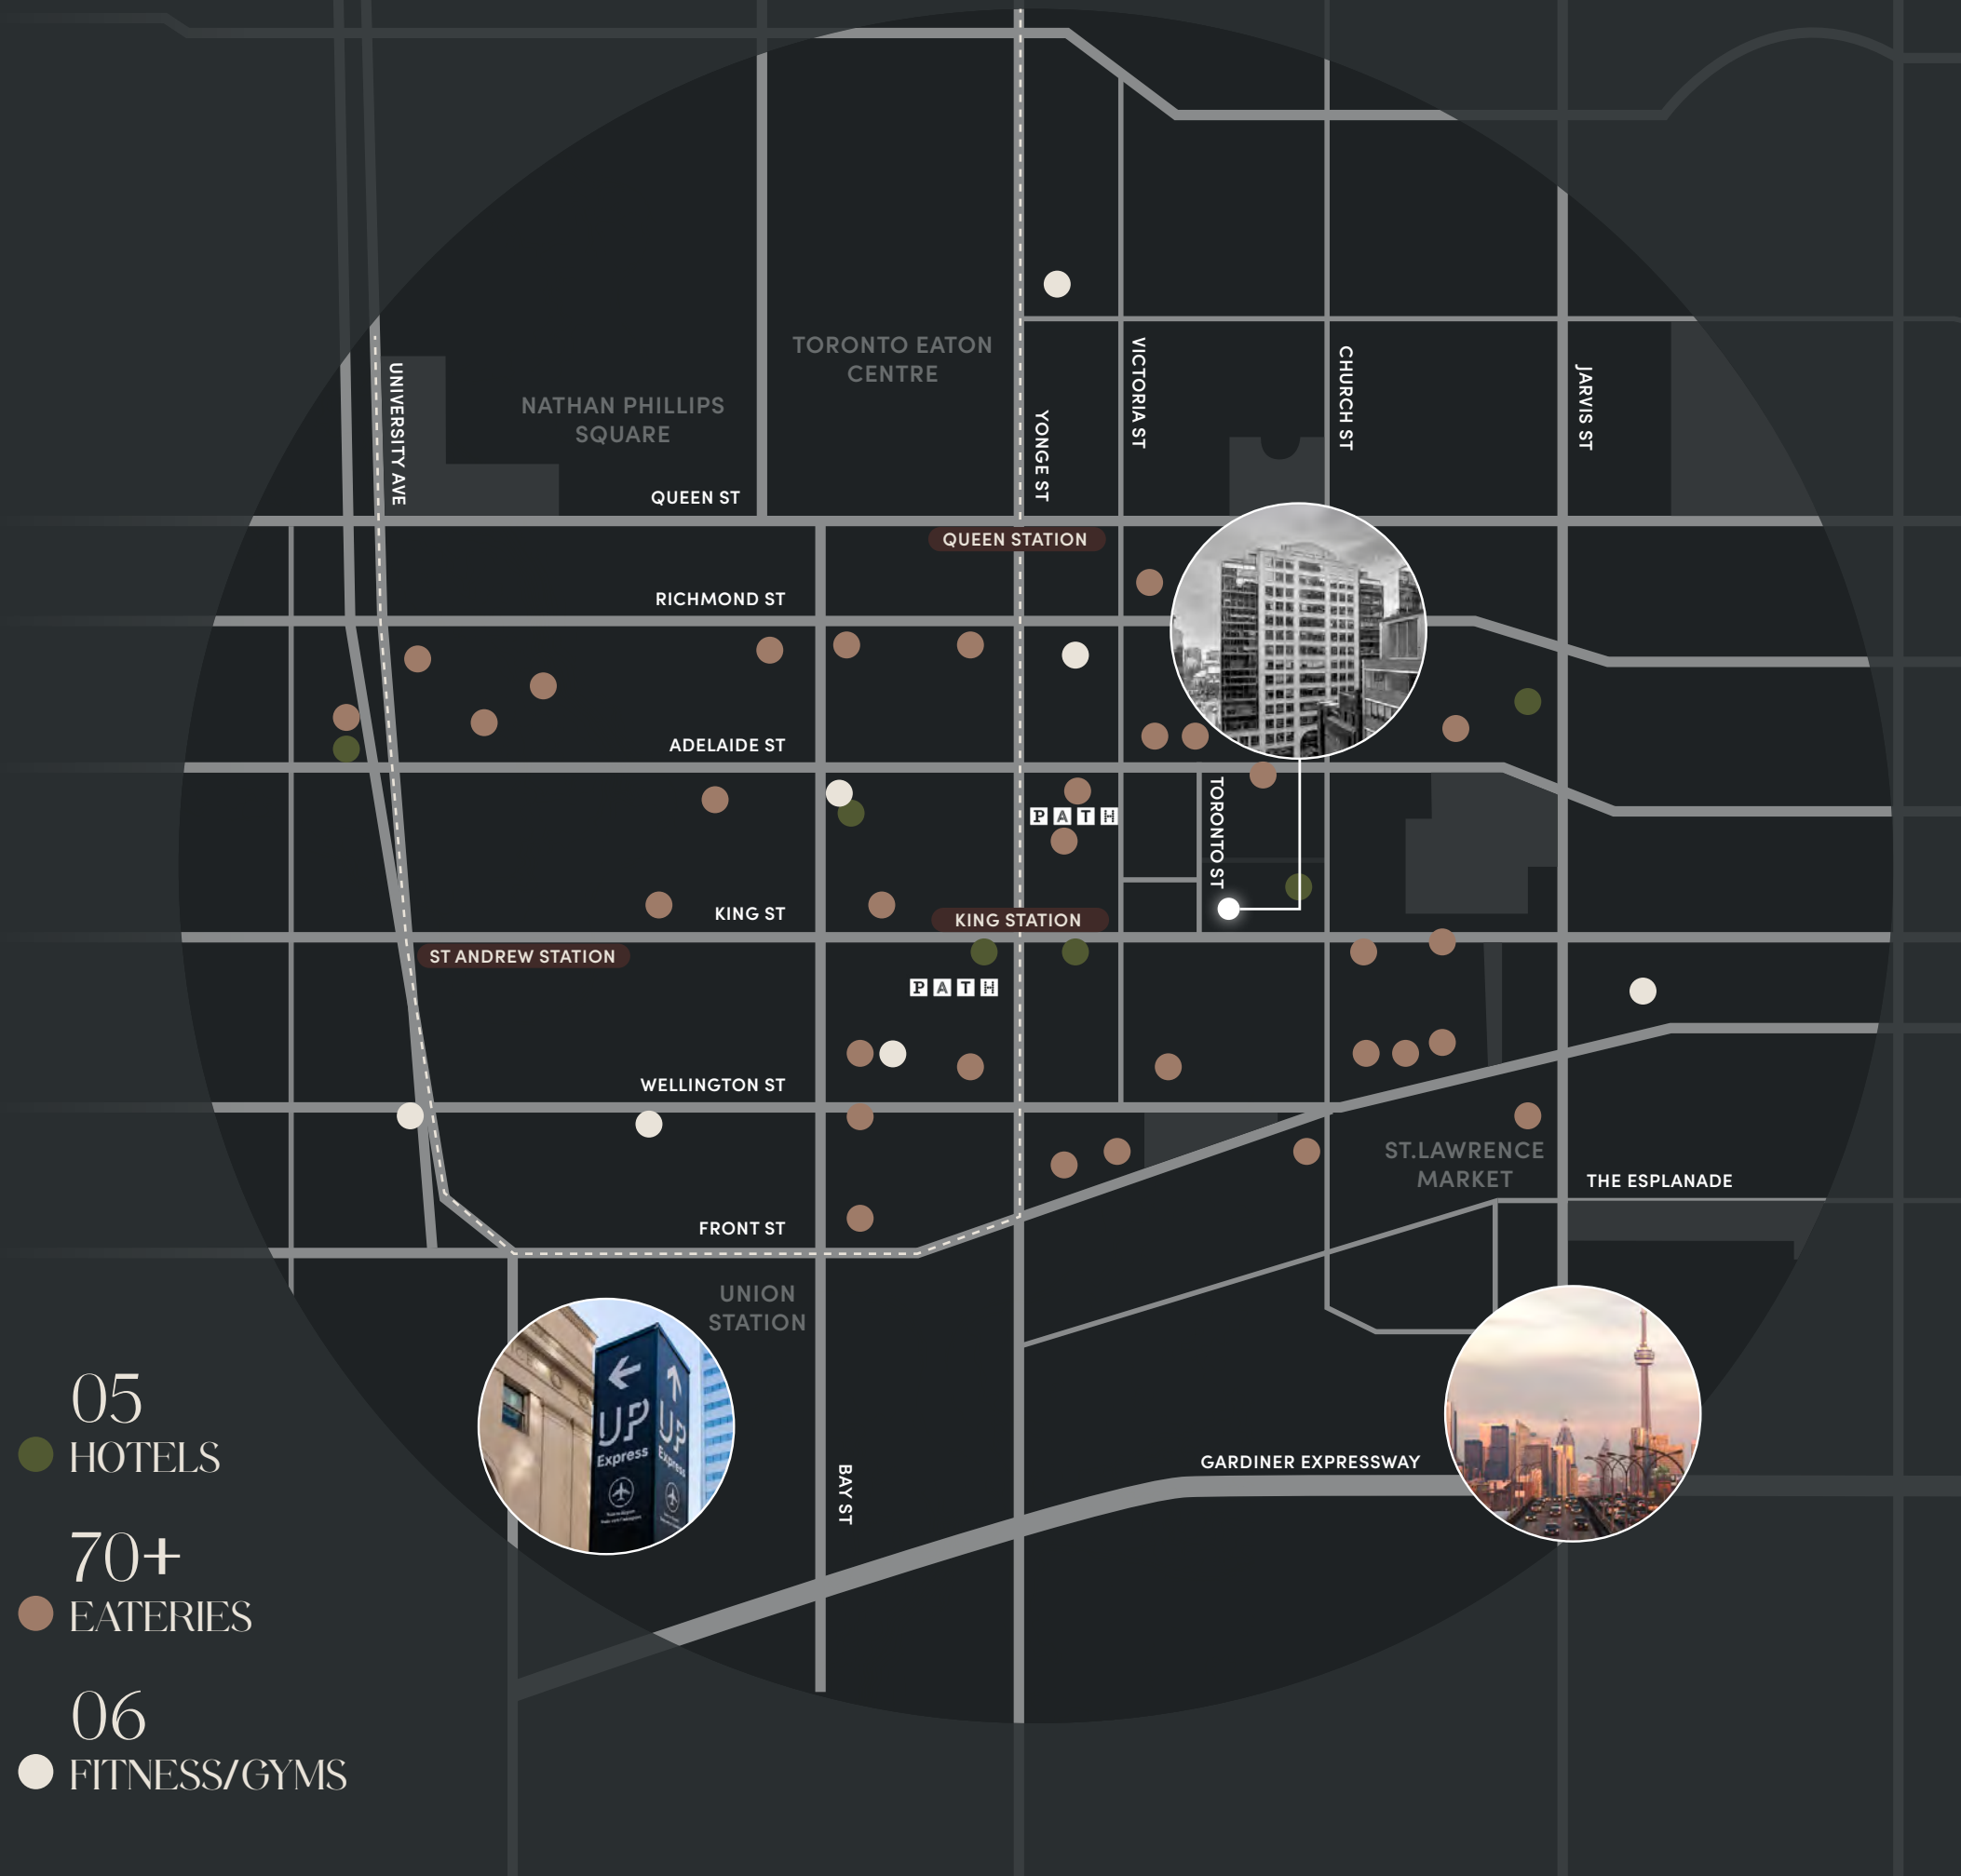 TORONTO EATON
CENTRE
NATHAN PHILLIPS
SQUARE
UNIVERSITY AVE
YONGE ST
VICTORIA ST
CHURCH ST
JARVIS ST
QUEEN ST
QUEEN STATION
RICHMOND ST
ADELAIDE ST
PATH
TORONTO ST
KING ST
KING STATION
ST ANDREW STATION
PATH
WELLINGTON ST
ST.LAWRENCE
MARKET
THE ESPLANADE
FRONT ST
UNION
STATION
UP
Express
UP
Express
BAY ST
GARDINER EXPRESSWAY
05
HOTELS
70+
EATERIES
06
FITNESS/GYMS